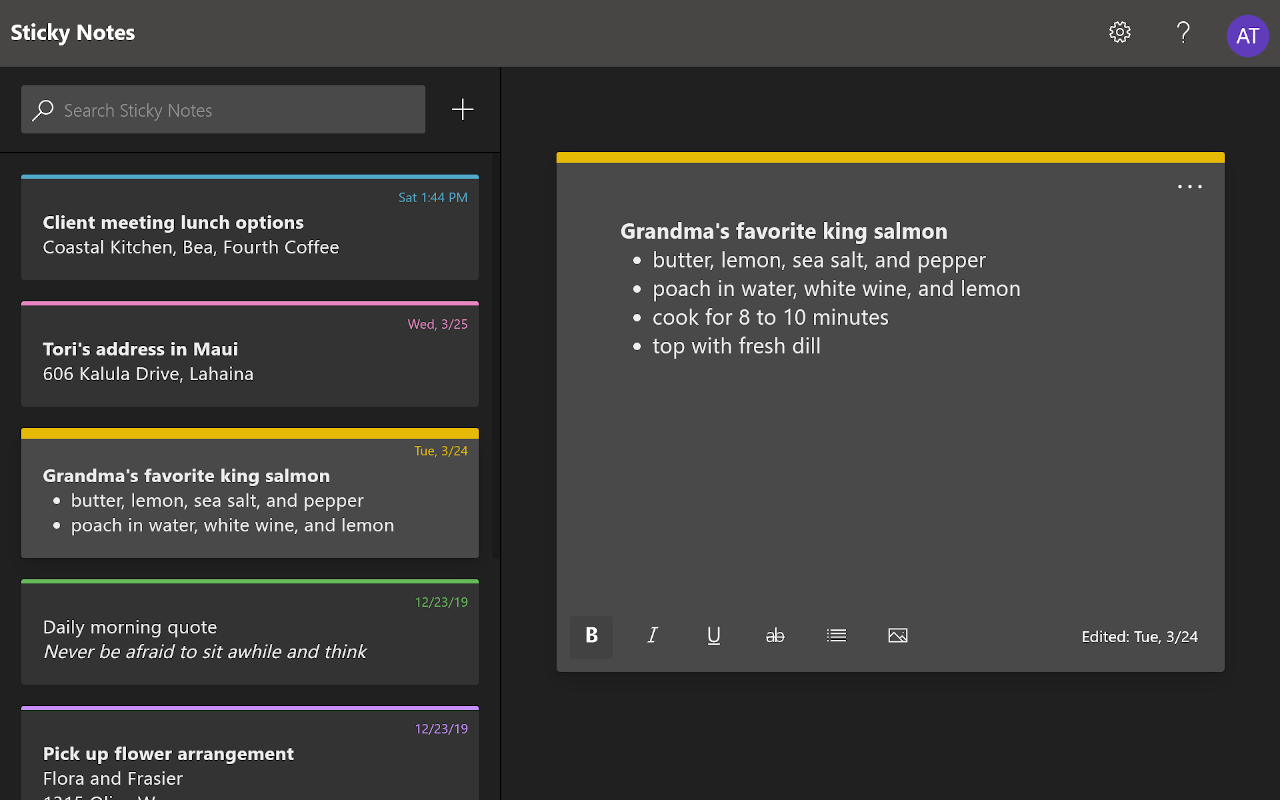 Sticky Notes
AT
Search Sticky Notes
Sat 1:44 PM
Client meeting lunch options
Coastal Kitchen, Bea, Fourth Coffee
Wed, 3/25
Tori's address in Maui
606 Kalula Drive, Lahaina
Tue, 3/24
Grandma's favorite king salmon
• butter, lemon, sea salt, and pepper
• poach in water, white wine, and lemon
12/23/19
Daily morning quote
Never be afraid to sit awhile and think
12/23/19
Pick up flower arrangement
Flora and Frasier
Grandma's favorite king salmon
• butter, lemon, sea salt, and pepper
• poach in water, white wine, and lemon
• cook for 8 to 10 minutes
• top with fresh dill
B I U ab
Edited: Tue, 3/24